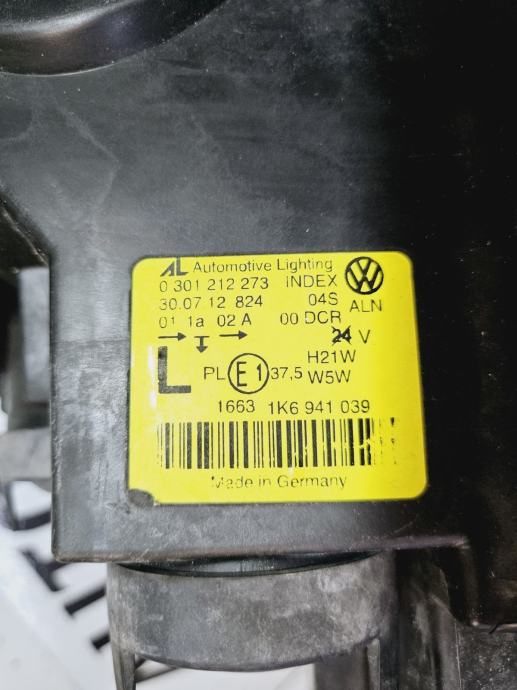 AL Automotive Lighting
0 301 212 273 INDEX
30.07 12 824 04S ALN
01 1a 02 A 00 DCR
24 V
H21W
L PL E1 37,5 W5W
1663 1K6 941 039
Made in Germany